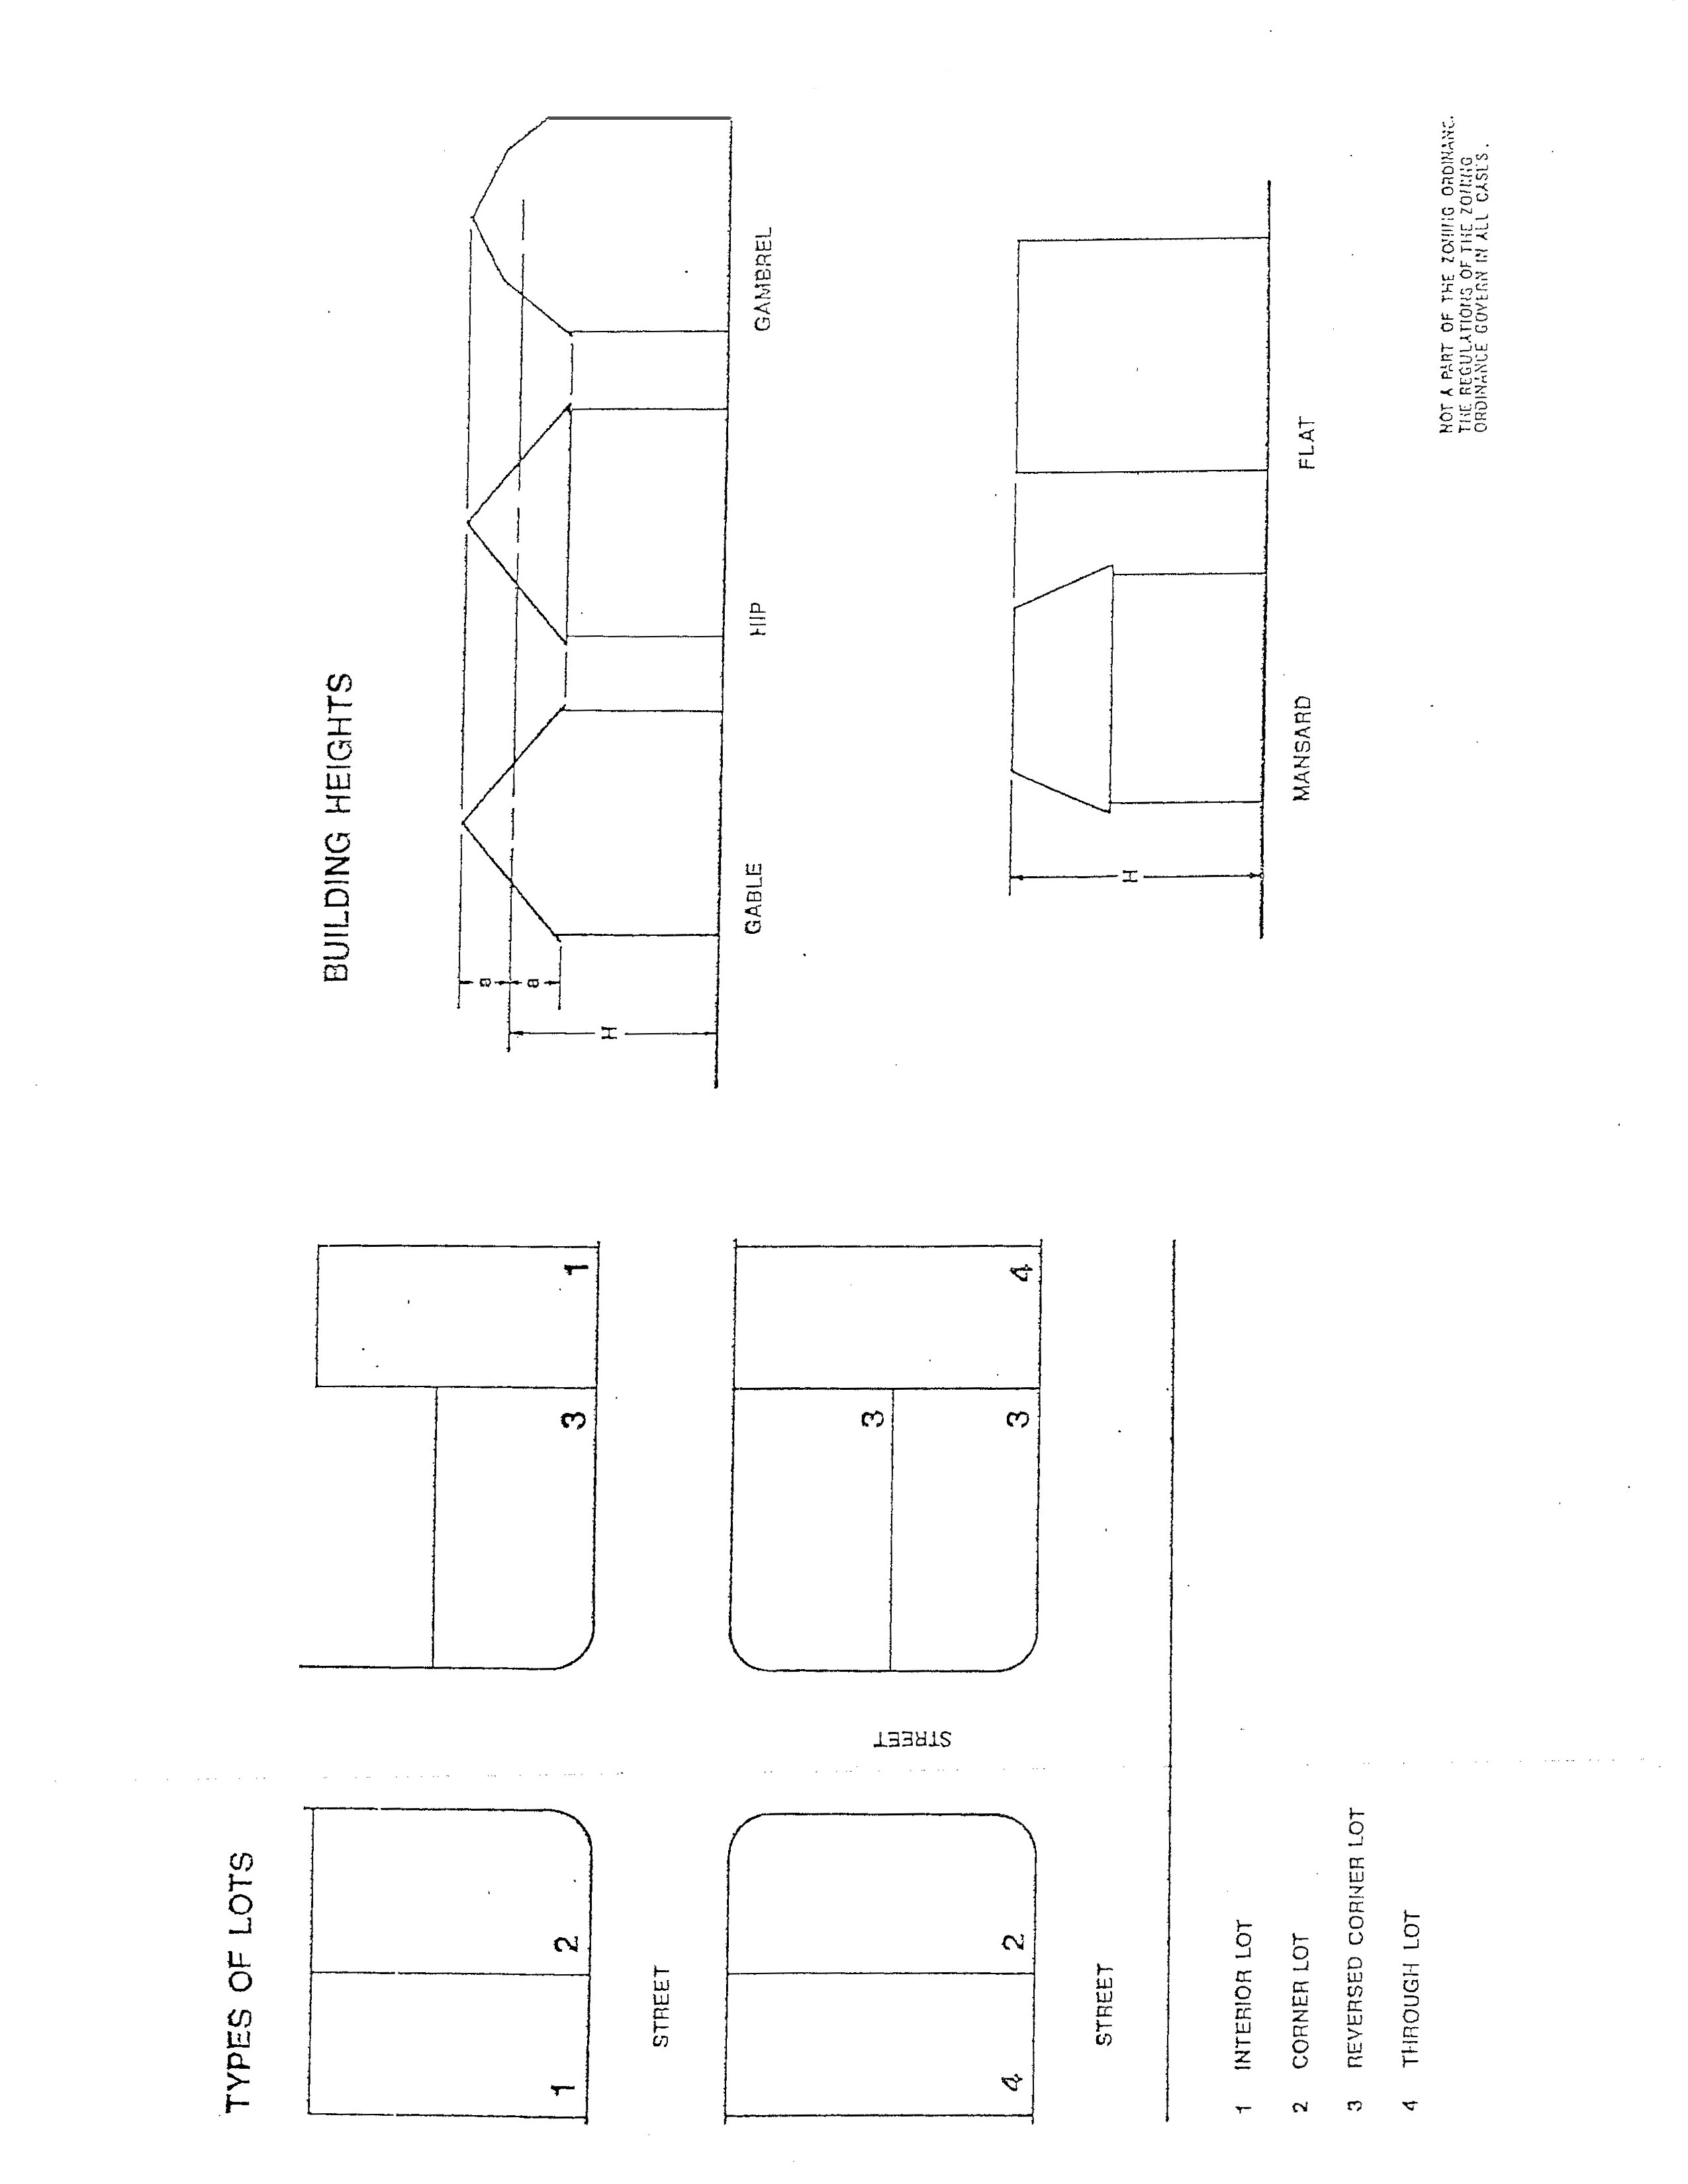 TYPES OF LOTS
1
2
3
1
STREET
STREET
4
2
3
3
4
STREET
1 INTERIOR LOT
2 CORNER LOT
3 REVERSED CORNER LOT
4 THROUGH LOT
BUILDING HEIGHTS
a
a
H
GABLE
HIP
GAMBREL
H
MANSARD
FLAT
NOT A PART OF THE ZONING ORDINANC.
THE REGULATIONS OF THE ZONING
ORDINANCE GOVERN IN ALL CASES.